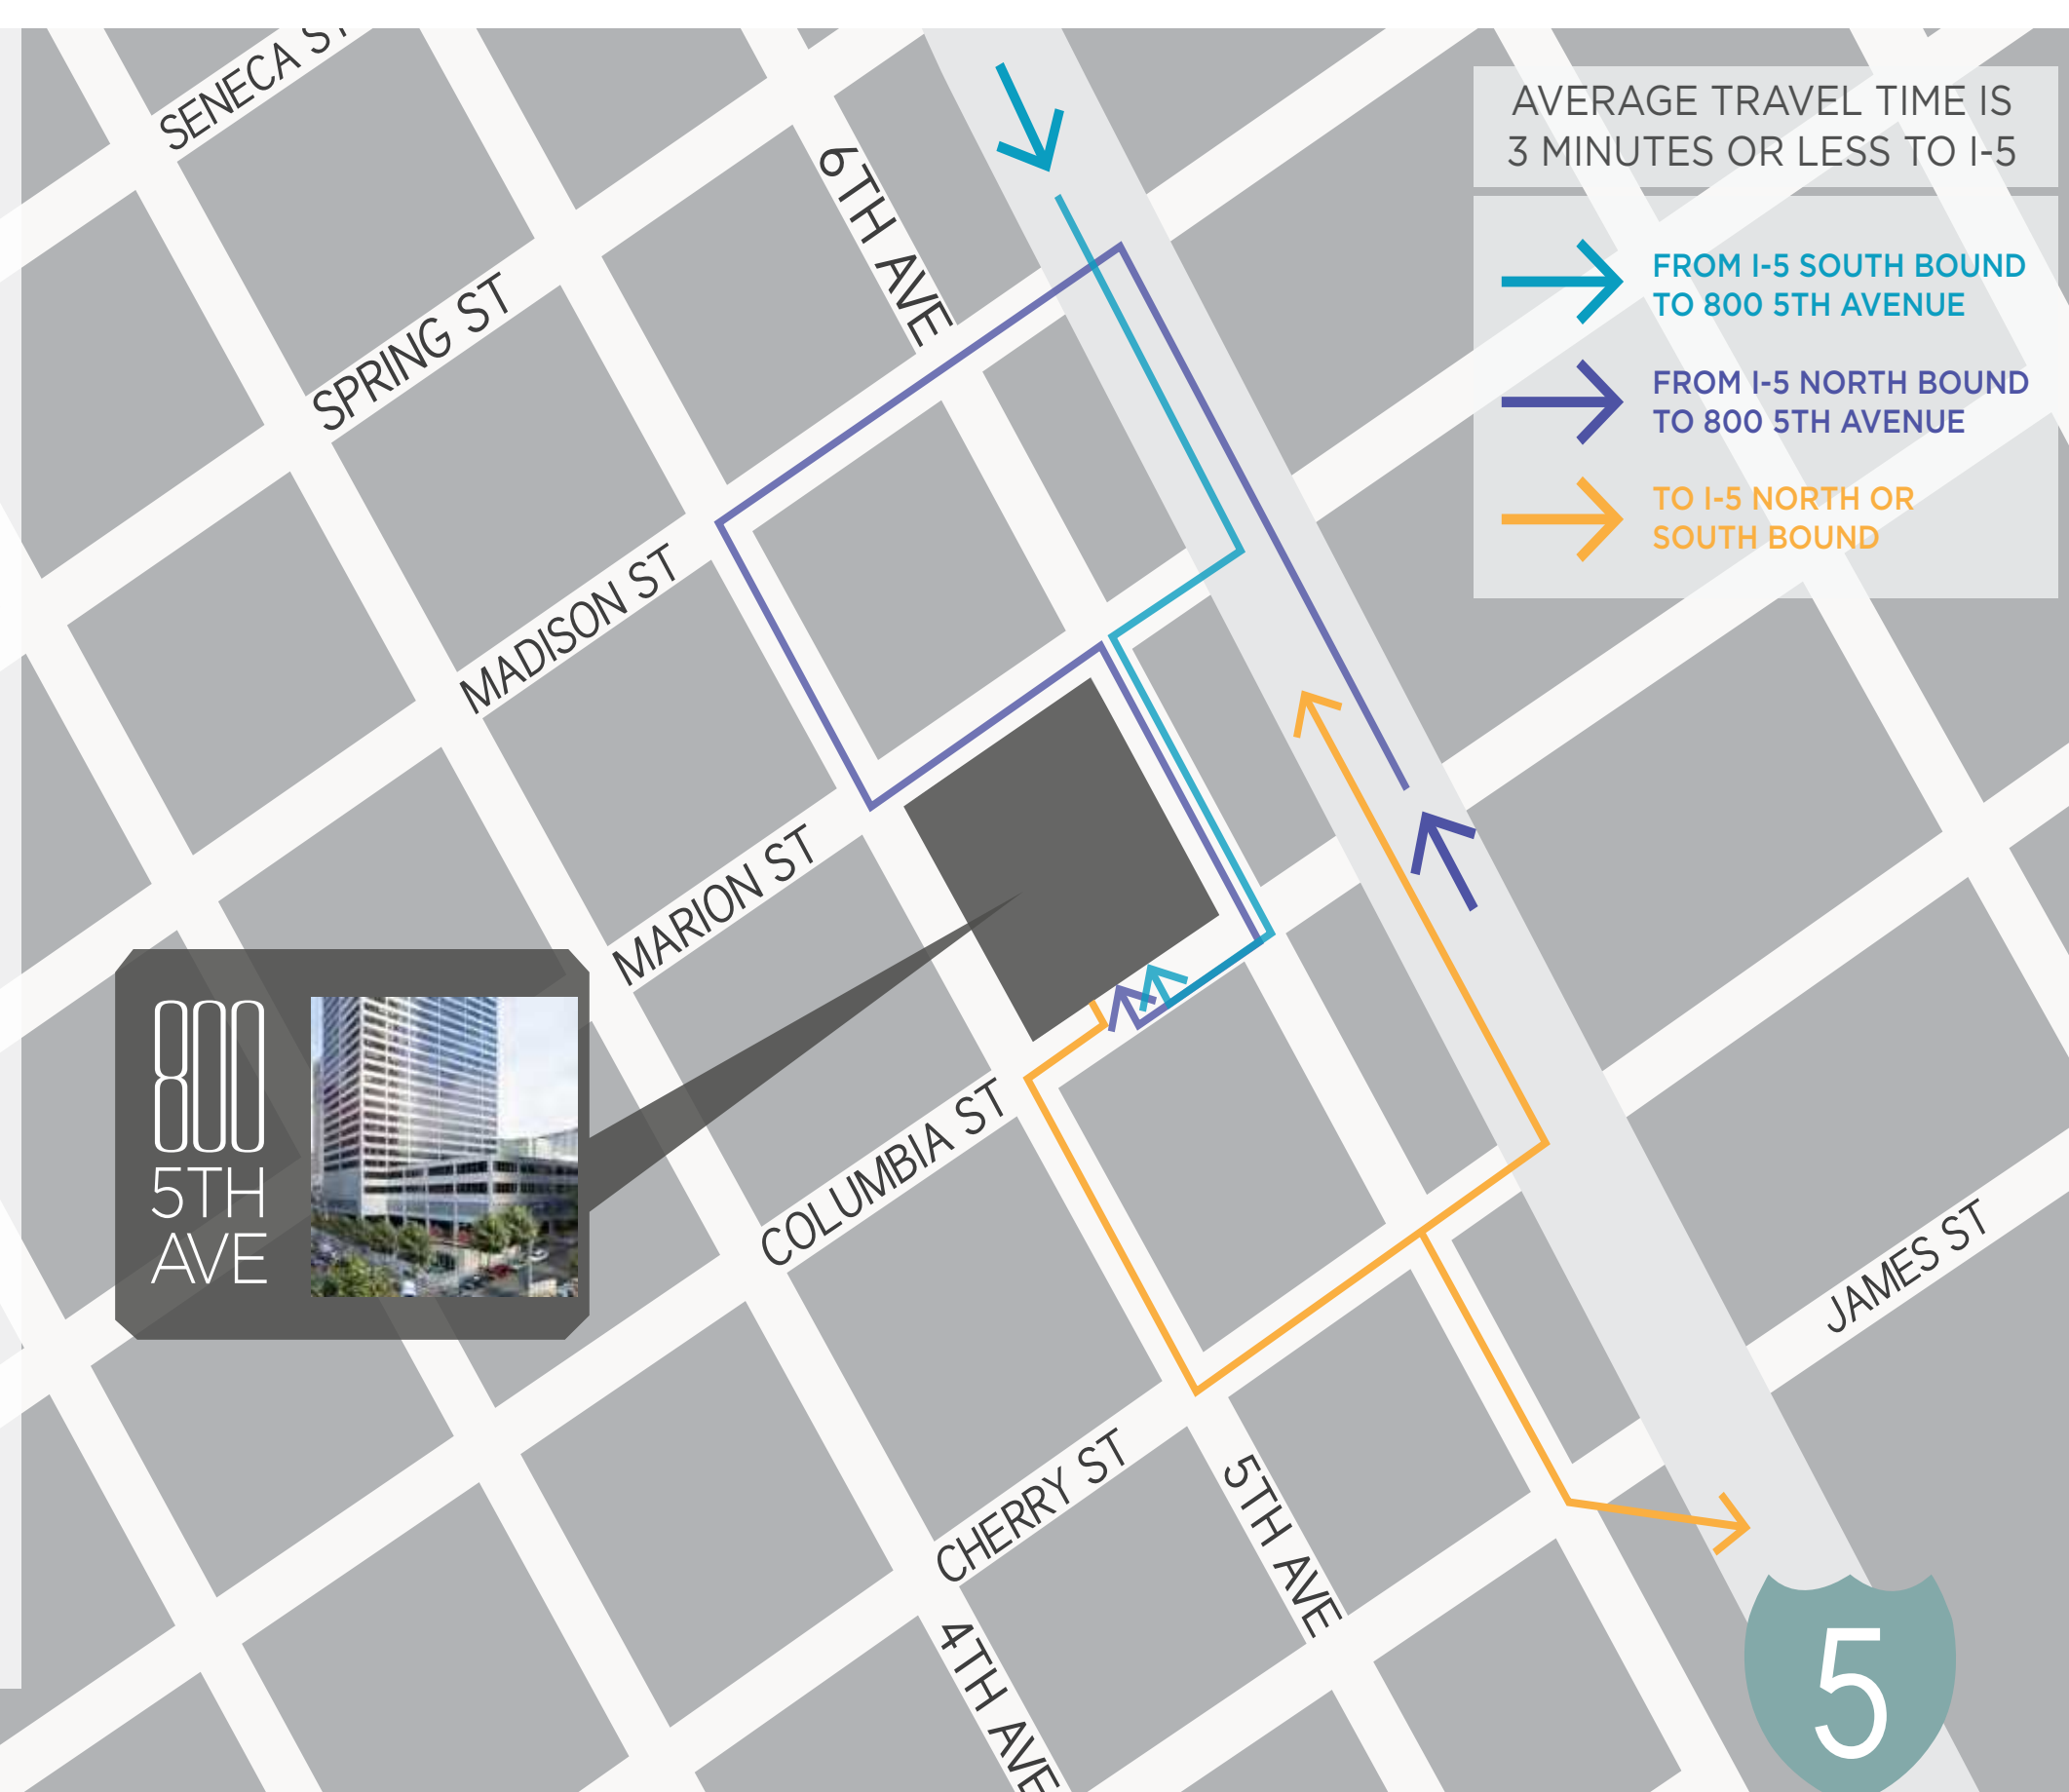 SENECA ST
6TH AVE
AVERAGE TRAVEL TIME IS
3 MINUTES OR LESS TO I-5
FROM I-5 SOUTH BOUND
TO 800 5TH AVENUE
FROM I-5 NORTH BOUND
TO 800 5TH AVENUE
TO I-5 NORTH OR
SOUTH BOUND
SPRING ST
MADISON ST
MARION ST
800
5TH
AVE
COLUMBIA ST
JAMES ST
CHERRY ST
5TH AVE
4TH AVE
5